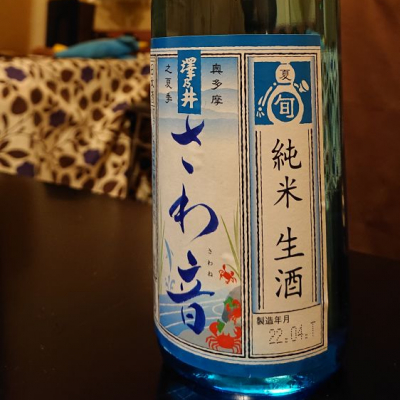 夏
旬
純米 生酒
製造年月
22.04.T
奥多摩
澤乃井
之夏季
さわ音
さわね